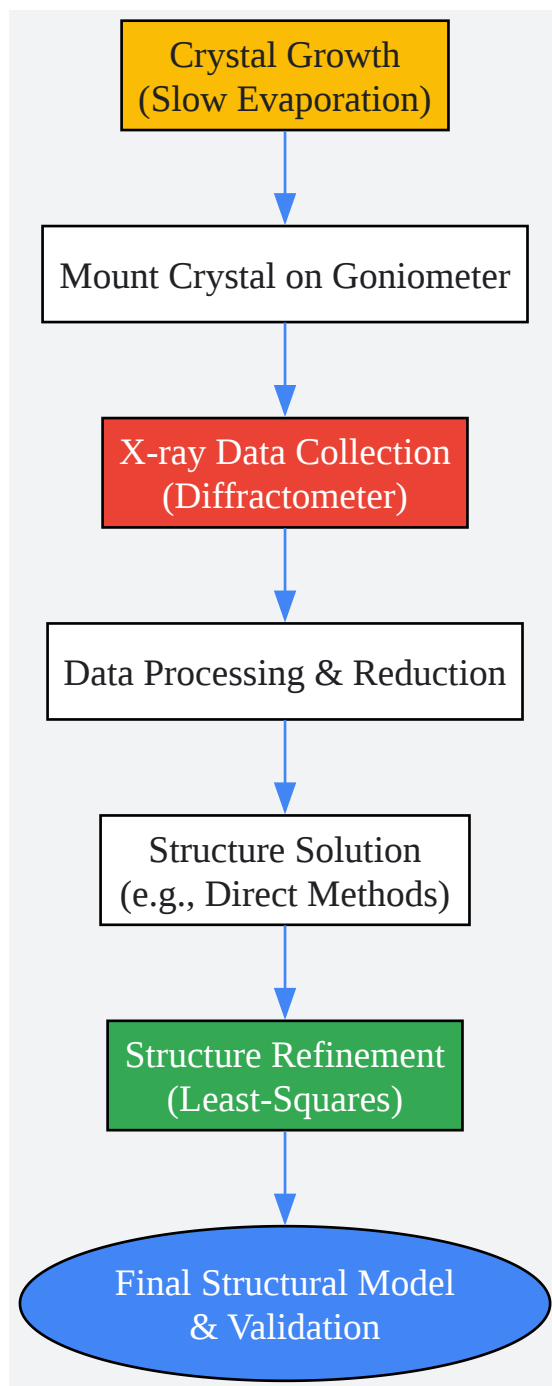 Crystal Growth
(Slow Evaporation)
Mount Crystal on Goniometer
X-ray Data Collection
(Diffractometer)
Data Processing & Reduction
Structure Solution
(e.g., Direct Methods)
Structure Refinement
(Least-Squares)
Final Structural Model
& Validation